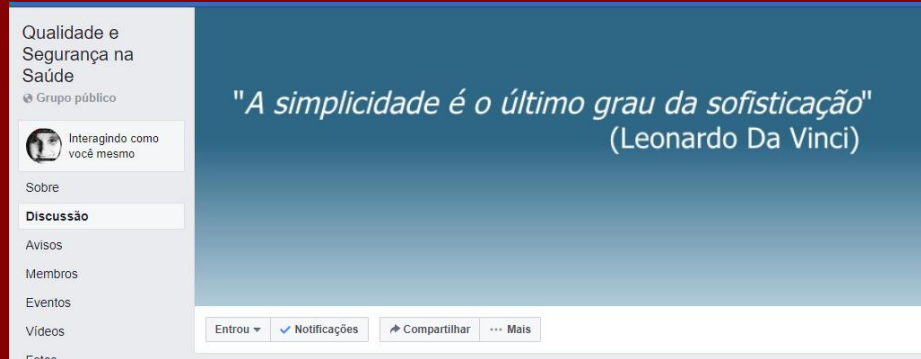 Qualidade e
Segurança na
Saúde
Grupo público
Interagindo como
você mesmo
Sobre
Discussão
Avisos
Membros
Eventos
Vídeos
Fotos
"A simplicidade é o último grau da sofisticação"
(Leonardo Da Vinci)
Entrou Notificações Compartilhar ··· Mais